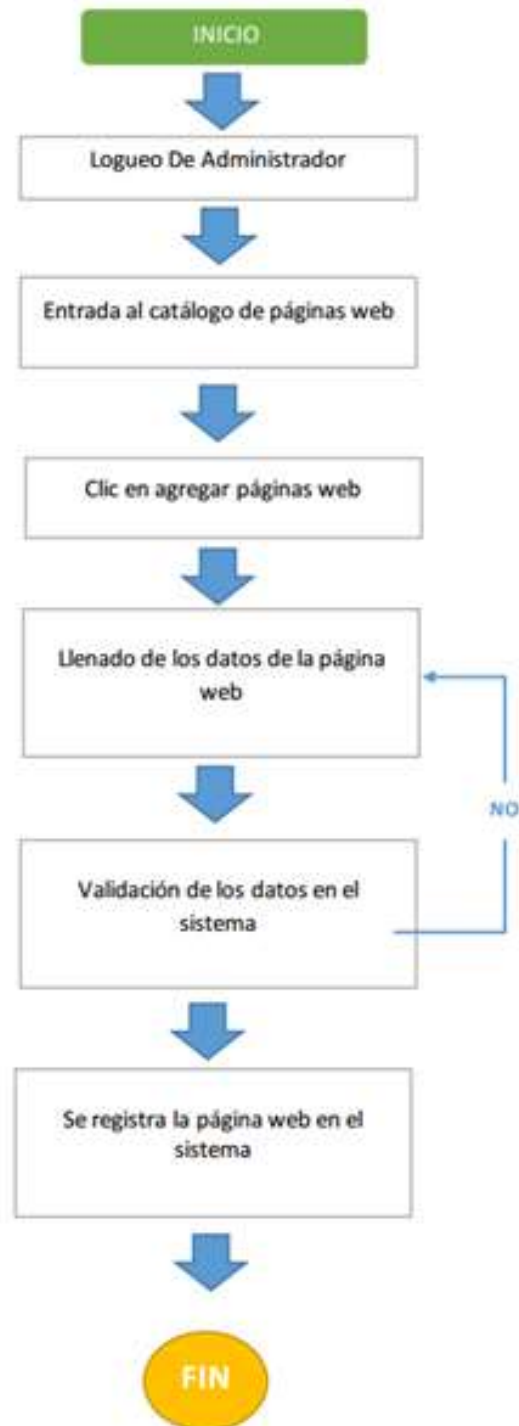 INICIO
Logueo De Administrador
Entrada al catálogo de páginas web
Clic en agregar páginas web
Llenado de los datos de la página
web
NO
Validación de los datos en el
sistema
Se registra la página web en el
sistema
FIN